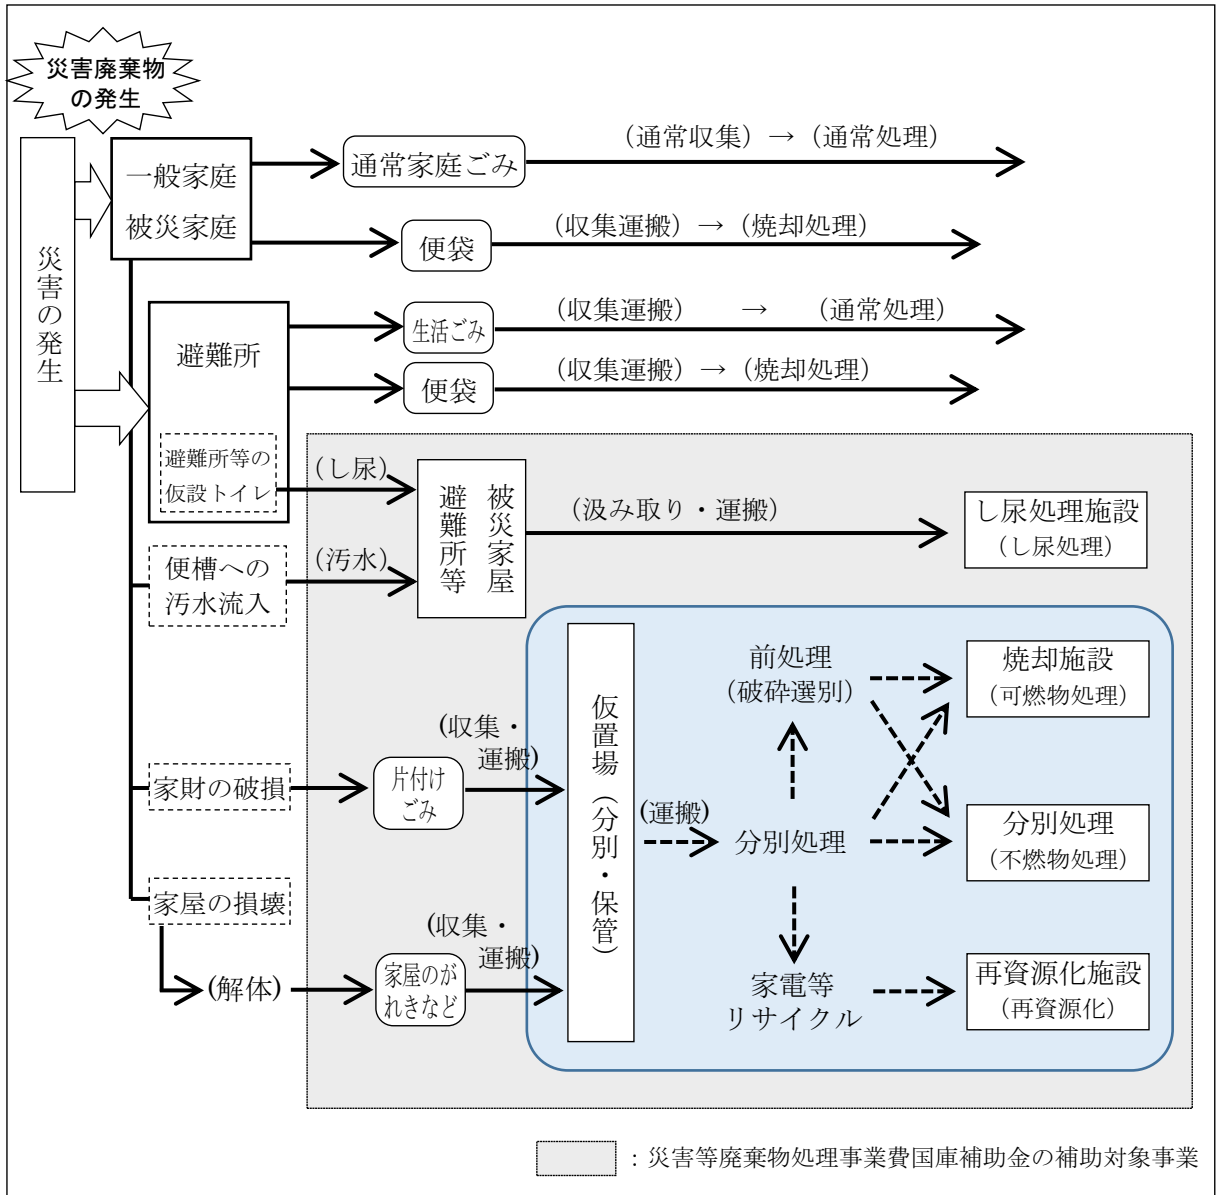 災害廃棄物
の発生
災害の発生
一般家庭
被災家庭
通常家庭ごみ
（通常収集）→（通常処理）
便袋
（収集運搬）→（焼却処理）
避難所
生活ごみ
（収集運搬）　→　（通常処理）
便袋
（収集運搬）→（焼却処理）
避難所等の
仮設トイレ
（し尿）
便槽への
汚水流入
（汚水）
被災家屋
避難所等
（汲み取り・運搬）
し尿処理施設
（し尿処理）
家財の破損
片付け
ごみ
（収集・
運搬）
家屋の損壊
（解体）
家屋のが
れきなど
（収集・
運搬）
仮置場（分別・保管）
（運搬）
前処理
（破砕選別）
分別処理
家電等
リサイクル
焼却施設
（可燃物処理）
分別処理
（不燃物処理）
再資源化施設
（再資源化）
：災害等廃棄物処理事業費国庫補助金の補助対象事業